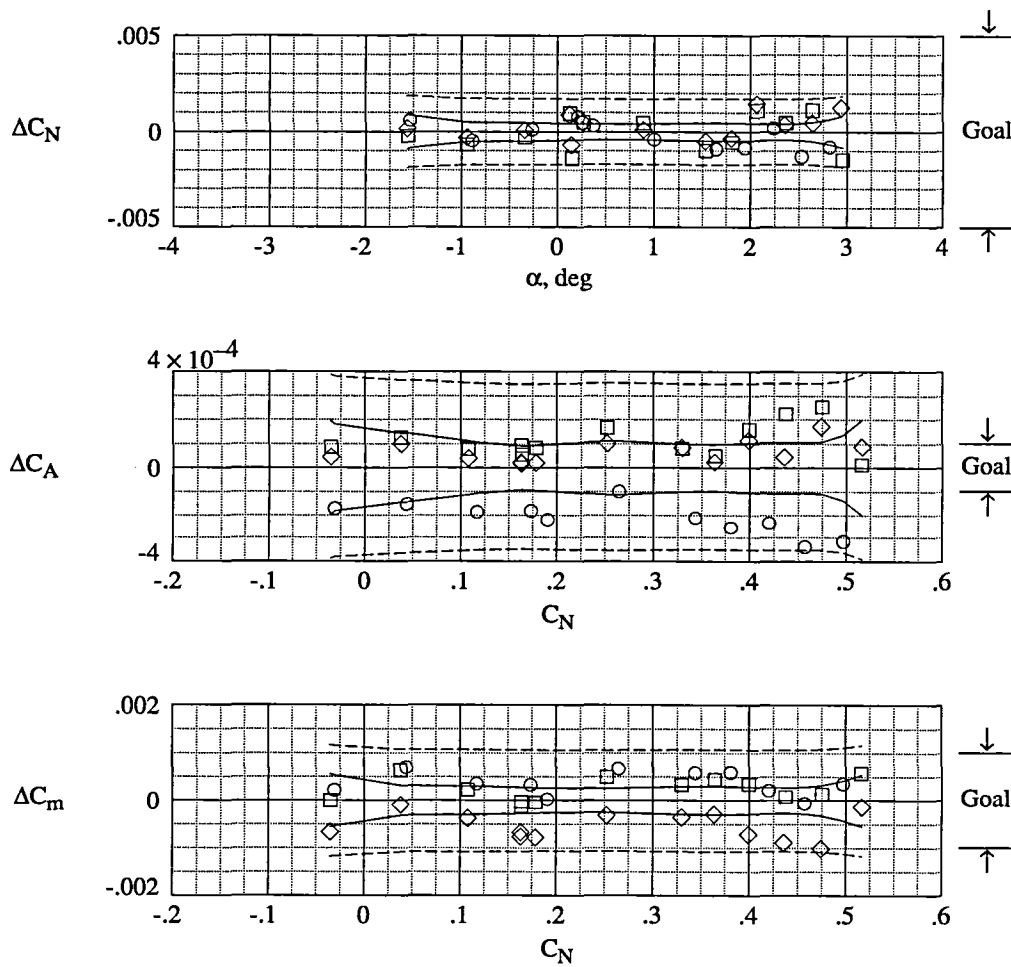 .005
ΔC_N
0
Goal
-.005
-4 -3 -2 -1 0 1 2 3 4
α, deg
4 × 10⁻⁴
ΔC_A
0
Goal
-4
-.2 -.1 0 .1 .2 .3 .4 .5 .6
C_N
.002
ΔC_m
0
Goal
-.002
-.2 -.1 0 .1 .2 .3 .4 .5 .6
C_N